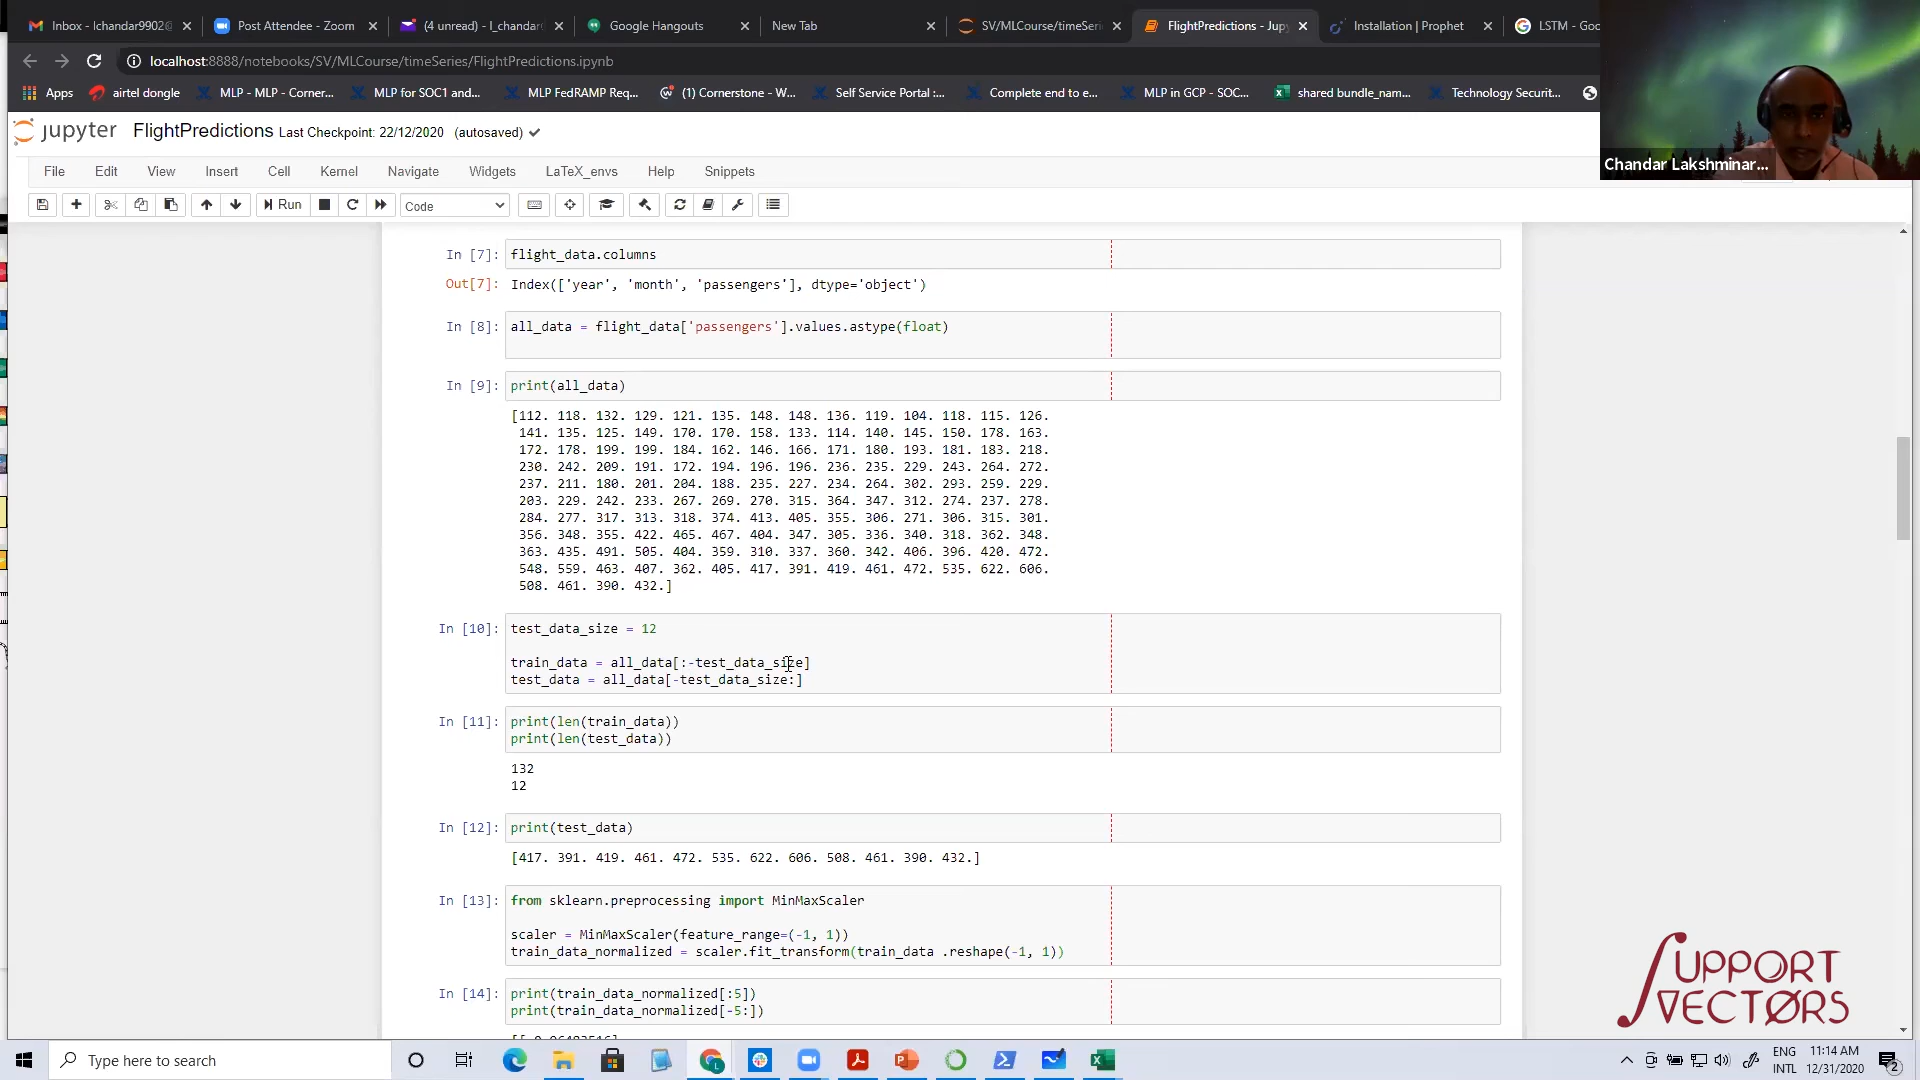 Inbox - lchandar9902@
Post Attendee - Zoom
(4 unread) - l_chandar
Google Hangouts
New Tab
SV/MLCourse/timeSeri
FlightPredictions - Jup
Installation | Prophet
LSTM - Goo
localhost:8888/notebooks/SV/MLCourse/timeSeries/FlightPredictions.ipynb
Apps
airtel dongle
MLP - MLP - Corner...
MLP for SOC1 and...
MLP FedRAMP Req...
(1) Cornerstone - W...
Self Service Portal :...
Complete end to e...
MLP in GCP - SOC...
shared bundle_nam...
Technology Securit...
jupyter FlightPredictions Last Checkpoint: 22/12/2020 (autosaved)
Chandar Lakshminar...
File Edit View Insert Cell Kernel Navigate Widgets LaTeX_envs Help Snippets
Run
Code
In [7]: flight_data.columns
Out[7]: Index(['year', 'month', 'passengers'], dtype='object')
In [8]: all_data = flight_data['passengers'].values.astype(float)
In [9]: print(all_data)
[112. 118. 132. 129. 121. 135. 148. 148. 136. 119. 104. 118. 115. 126.
141. 135. 125. 149. 170. 170. 158. 133. 114. 140. 145. 150. 178. 163.
172. 178. 199. 199. 184. 162. 146. 166. 171. 180. 193. 181. 183. 218.
230. 242. 209. 191. 172. 194. 196. 196. 236. 235. 229. 243. 264. 272.
237. 211. 180. 201. 204. 188. 235. 227. 234. 264. 302. 293. 259. 229.
203. 229. 242. 233. 267. 269. 270. 315. 364. 347. 312. 274. 237. 278.
284. 277. 317. 313. 318. 374. 413. 405. 355. 306. 271. 306. 315. 301.
356. 348. 355. 422. 465. 467. 404. 347. 305. 336. 340. 318. 362. 348.
363. 435. 491. 505. 404. 359. 310. 337. 360. 342. 406. 396. 420. 472.
548. 559. 463. 407. 362. 405. 417. 391. 419. 461. 472. 535. 622. 606.
508. 461. 390. 432.]
In [10]: test_data_size = 12
train_data = all_data[:-test_data_size]
test_data = all_data[-test_data_size:]
In [11]: print(len(train_data))
print(len(test_data))
132
12
In [12]: print(test_data)
[417. 391. 419. 461. 472. 535. 622. 606. 508. 461. 390. 432.]
In [13]: from sklearn.preprocessing import MinMaxScaler
scaler = MinMaxScaler(feature_range=(-1, 1))
train_data_normalized = scaler.fit_transform(train_data .reshape(-1, 1))
In [14]: print(train_data_normalized[:5])
print(train_data_normalized[-5:])
SUPPORT
VECTORS
Type here to search
ENG
INTL
11:14 AM
12/31/2020
2